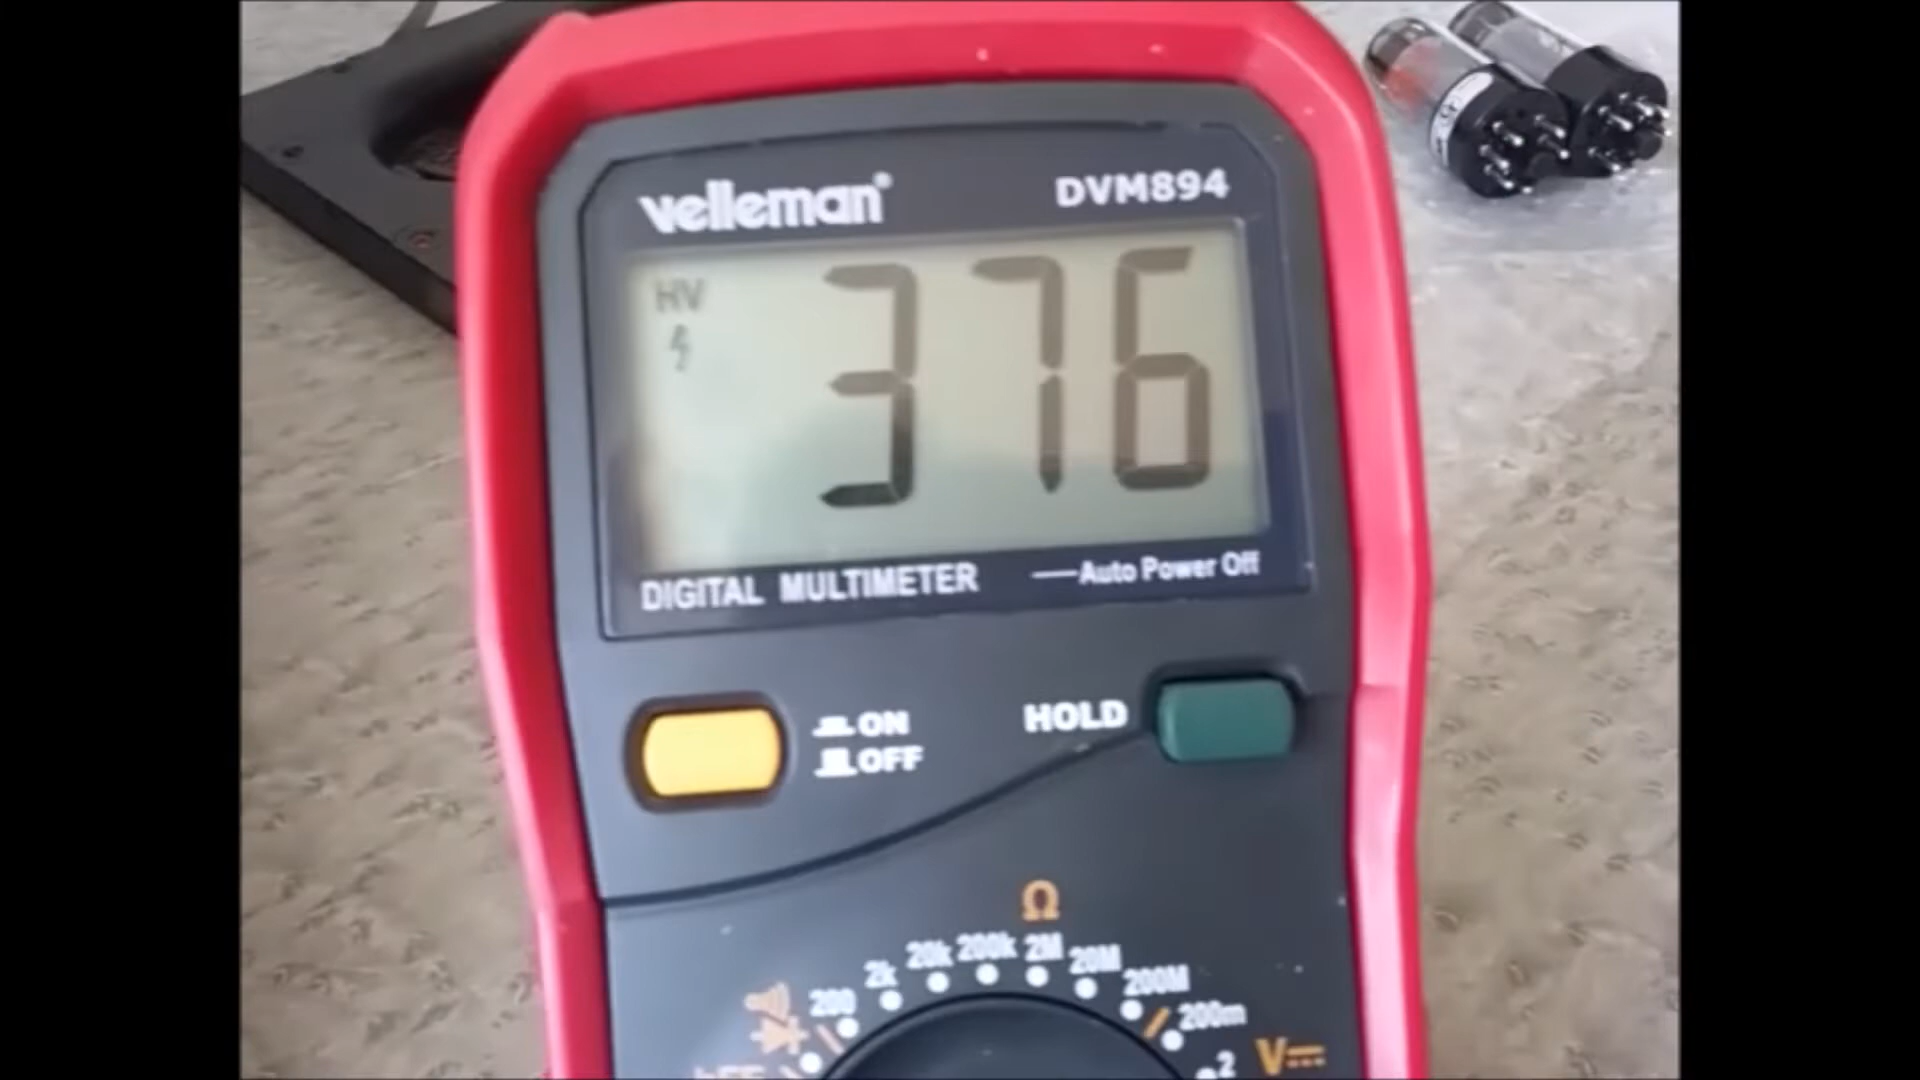 velleman®
DVM894
HV
376
DIGITAL MULTIMETER
Auto Power Off
ON
OFF
HOLD
Ω
200 2k 20k 200k 2M 20M 200M
200m
2
V
hFE